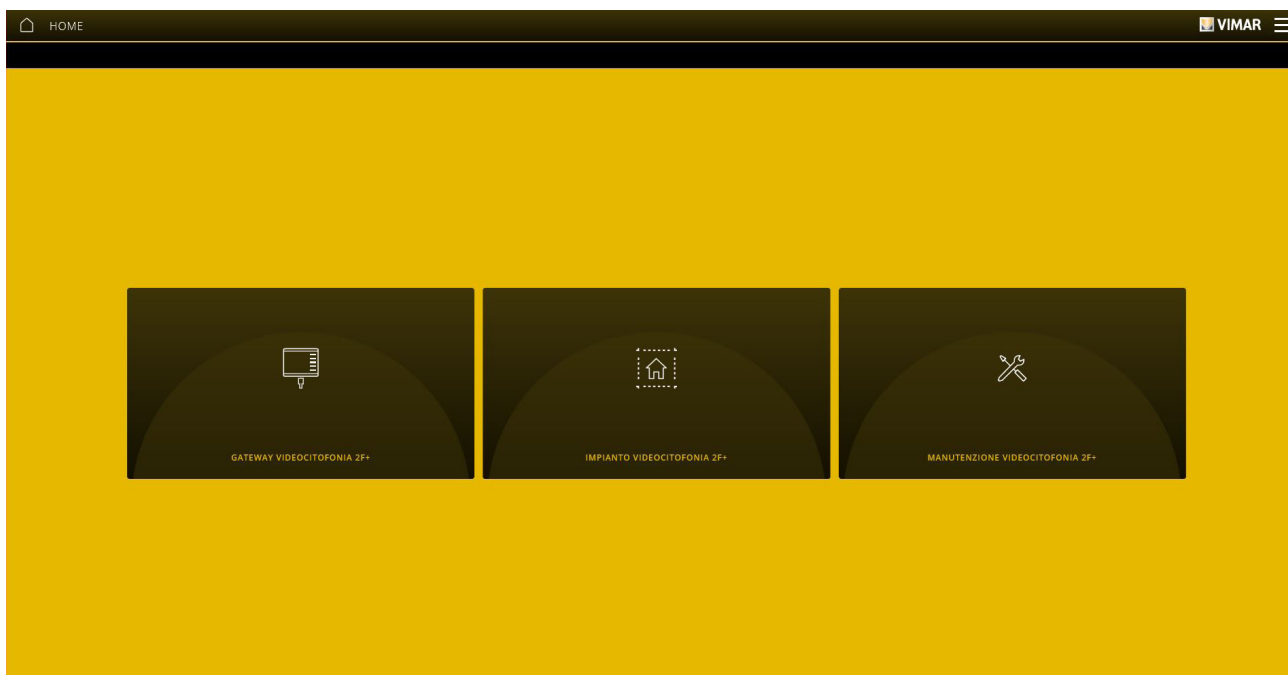 HOME
VIMAR
GATEWAY VIDEOCITOFONIA 2F+
IMPIANTO VIDEOCITOFONIA 2F+
MANUTENZIONE VIDEOCITOFONIA 2F+